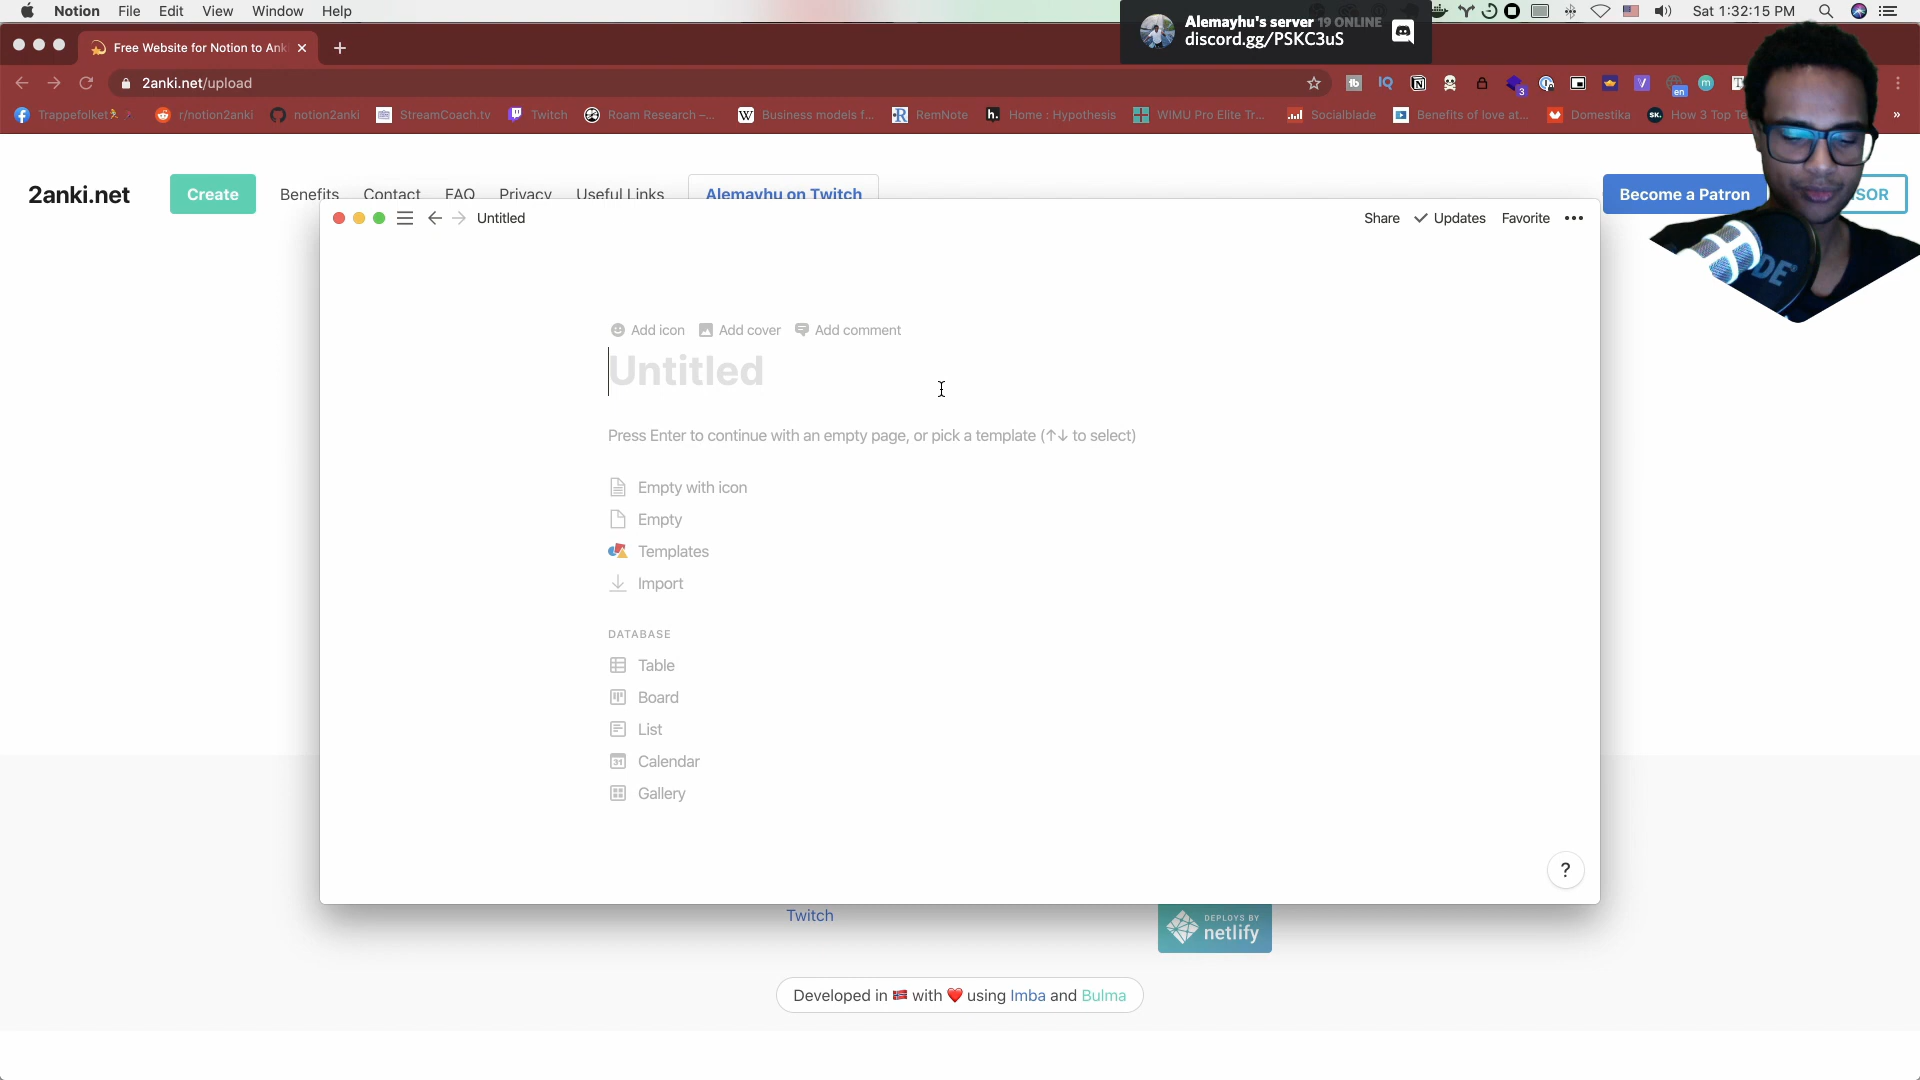 Notion File Edit View Window Help
Sat 1:32:15 PM
Alemayhu's server 19 ONLINE
discord.gg/PSKC3uS
Free Website for Notion to Anki
2anki.net/upload
Trappefolket r/notion2anki notion2anki StreamCoach.tv Twitch Roam Research –... Business models f... RemNote Home : Hypothesis WIMU Pro Elite Tr... Socialblade Benefits of love at... Domestika How 3 Top Te
2anki.net Create Benefits Contact FAQ Privacy Useful Links Alemayhu on Twitch Become a Patron SOR
Untitled Share Updates Favorite
Add icon Add cover Add comment
Untitled
Press Enter to continue with an empty page, or pick a template (↑↓ to select)
Empty with icon
Empty
Templates
Import
DATABASE
Table
Board
List
Calendar
Gallery
?
Twitch
DEPLOYS BY
netlify
Developed in 🇳🇴 with ❤️ using Imba and Bulma